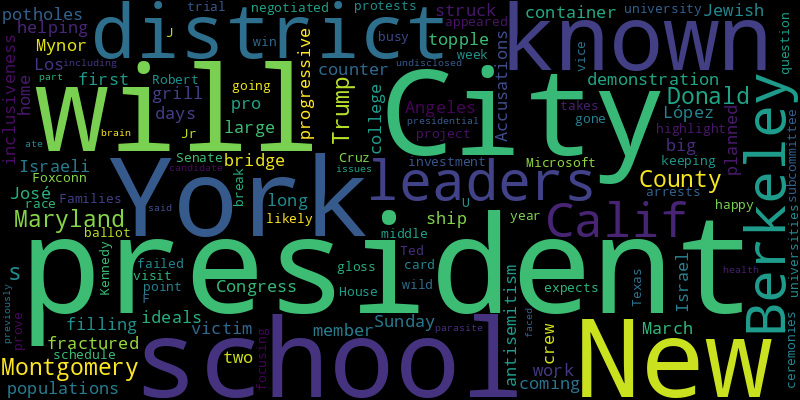 potholes
helping
Mynor
Los
including
home
inclusiveness
first
part
Robert
grill
days
Jr
ate
brain
district
J
trial
win
negotiated
protests
busy
undisclosed
counter
going
pro
large
progressive
Trump
will
struck
appeared
topple
week
known
container
university
Jewish
vice
question
Accusations
demonstration
Donald
López
college
Angeles
presidential
project
City
takes
gone
highlight
big
keeping
planned
Berkeley
subcommittee
Israeli
Foxconn
José
race
Families
Maryland
ballot
Senate
candidate
bridge
break
long
likely
said
York
Cruz
issues
investment
Microsoft
leaders
U
ship
year
middle
County
arrests
happy
Calif
s
Kennedy
failed
visit
point
F
Congress
gloss
House
card
Ted
wild
president
expects
Texas
Israel
health
universities
previously
prove
filling
ideals
victim
fractured
schedule
Montgomery
populations
two
focusing
member
Sunday
parasite
school
antisemitism
faced
crew
work
coming
March
New
ceremonies